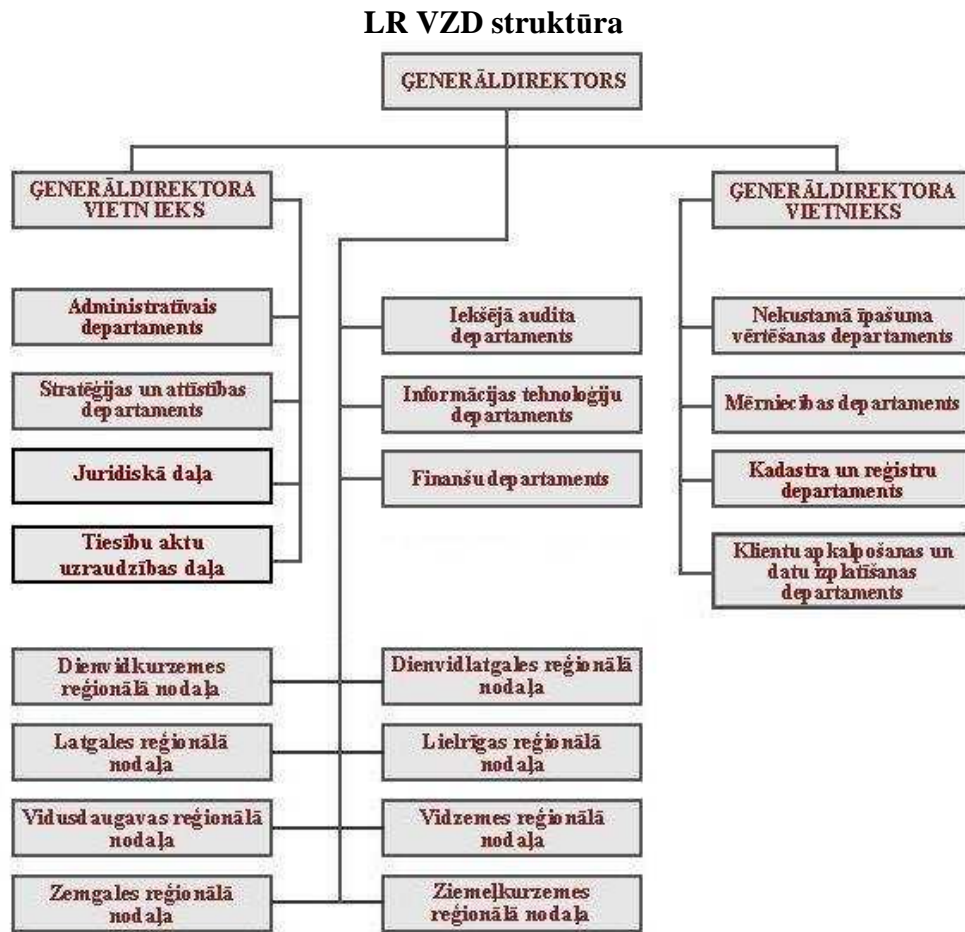 LR VZD struktūra
ĢENERĀLDIREKTORS
ĢENERĀLDIREKTORA
VIETN IEKS
ĢENERĀLDIREKTORA
VIETNIEKS
Administratīvais
departaments
Stratēģijas un attīstības
departaments
Juridiskā daļa
Tiesību aktu
uzraudzības daļa
Iekšējā audita
departaments
Informācijas tehnoloģiju
departaments
Finanšu departaments
Nekustamā īpašuma
vērtēšanas departaments
Mērniecības departaments
Kadastra un reģistru
departaments
Klientu apkalpošanas un
datu izplatīšanas
departaments
Dienvidkurzemes
reģionālā nodaļa
Dienvidlatgales reģionālā
nodaļa
Latgales reģionālā
nodaļa
Lielrīgas reģionālā
nodaļa
Vidusdaugavas reģionālā
nodaļa
Vidzemes reģionālā
nodaļa
Zemgales reģionālā
nodaļa
Ziemeļkurzemes
reģionālā nodaļa